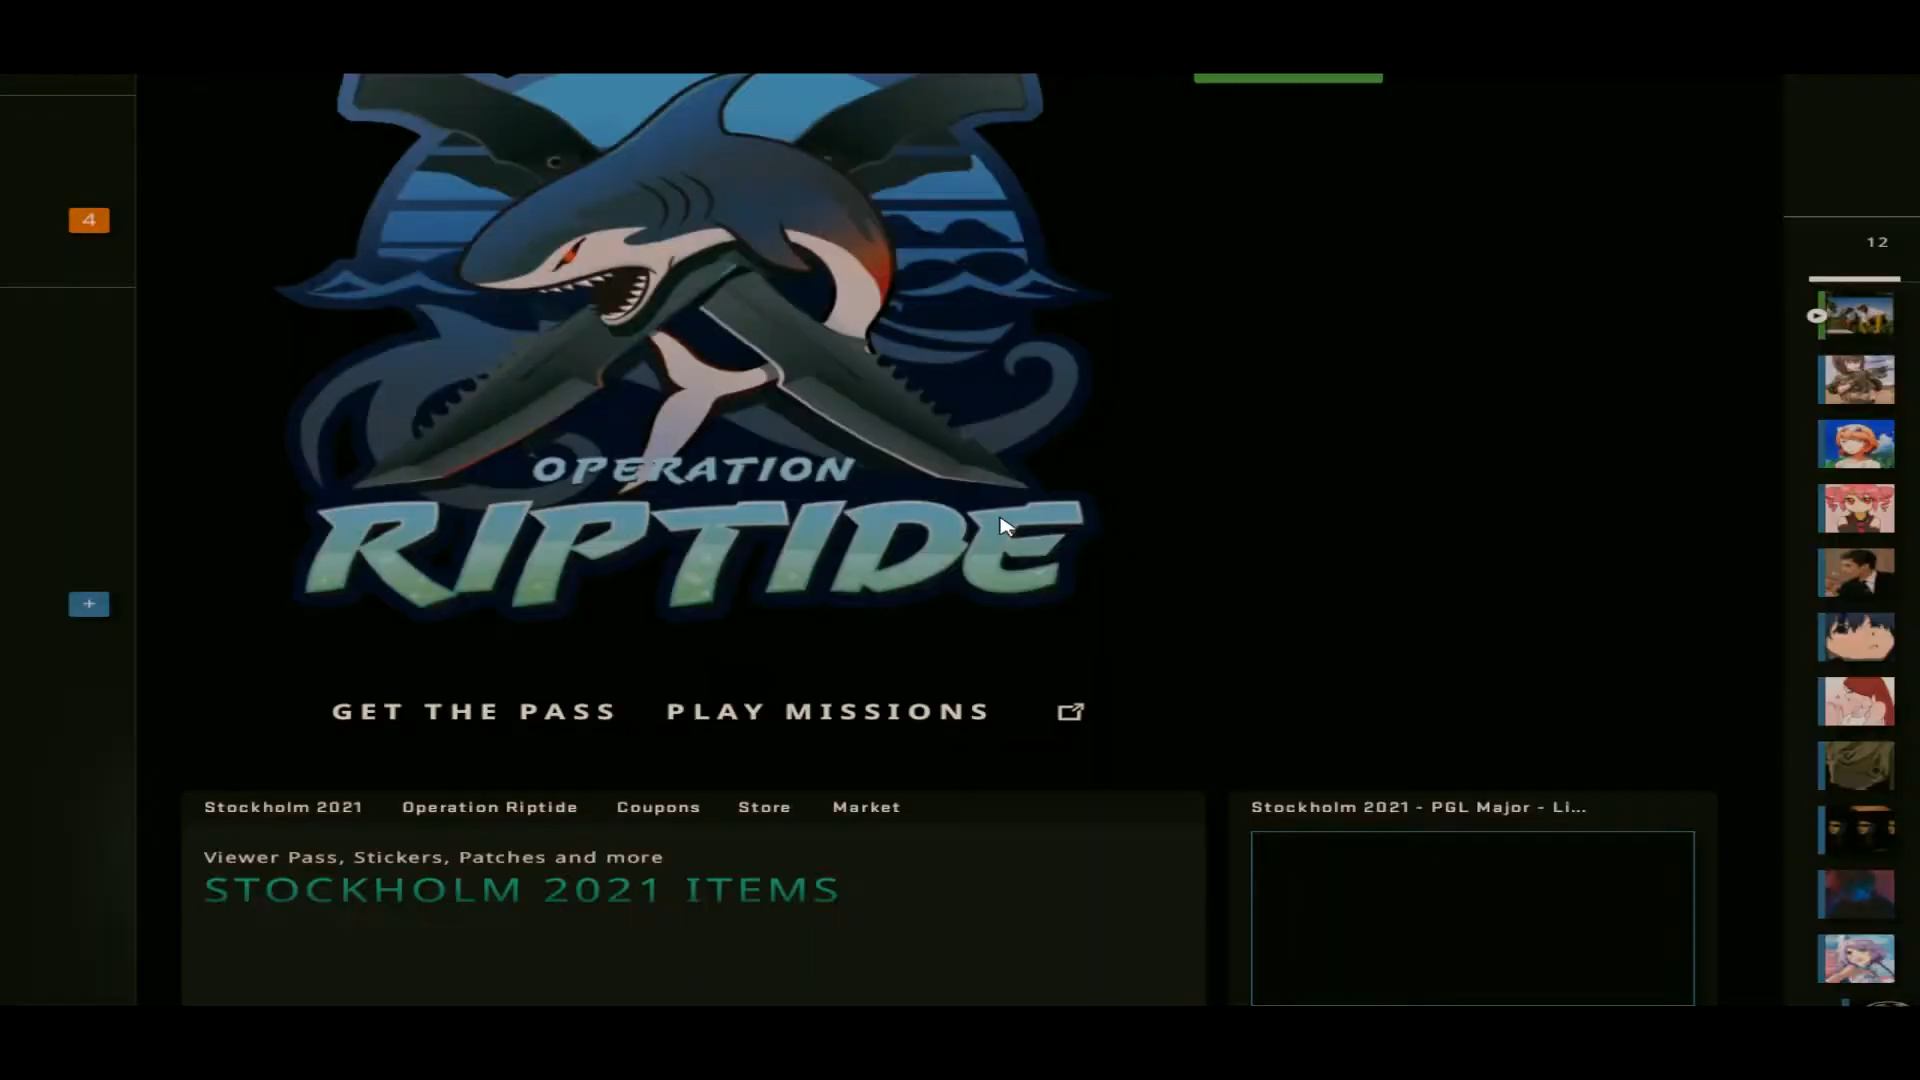 4
12
+
OPERATION
RIPTIDE
GET THE PASS PLAY MISSIONS
Stockholm 2021 Operation Riptide Coupons Store Market
Viewer Pass, Stickers, Patches and more
STOCKHOLM 2021 ITEMS
Stockholm 2021 - PGL Major - Li...